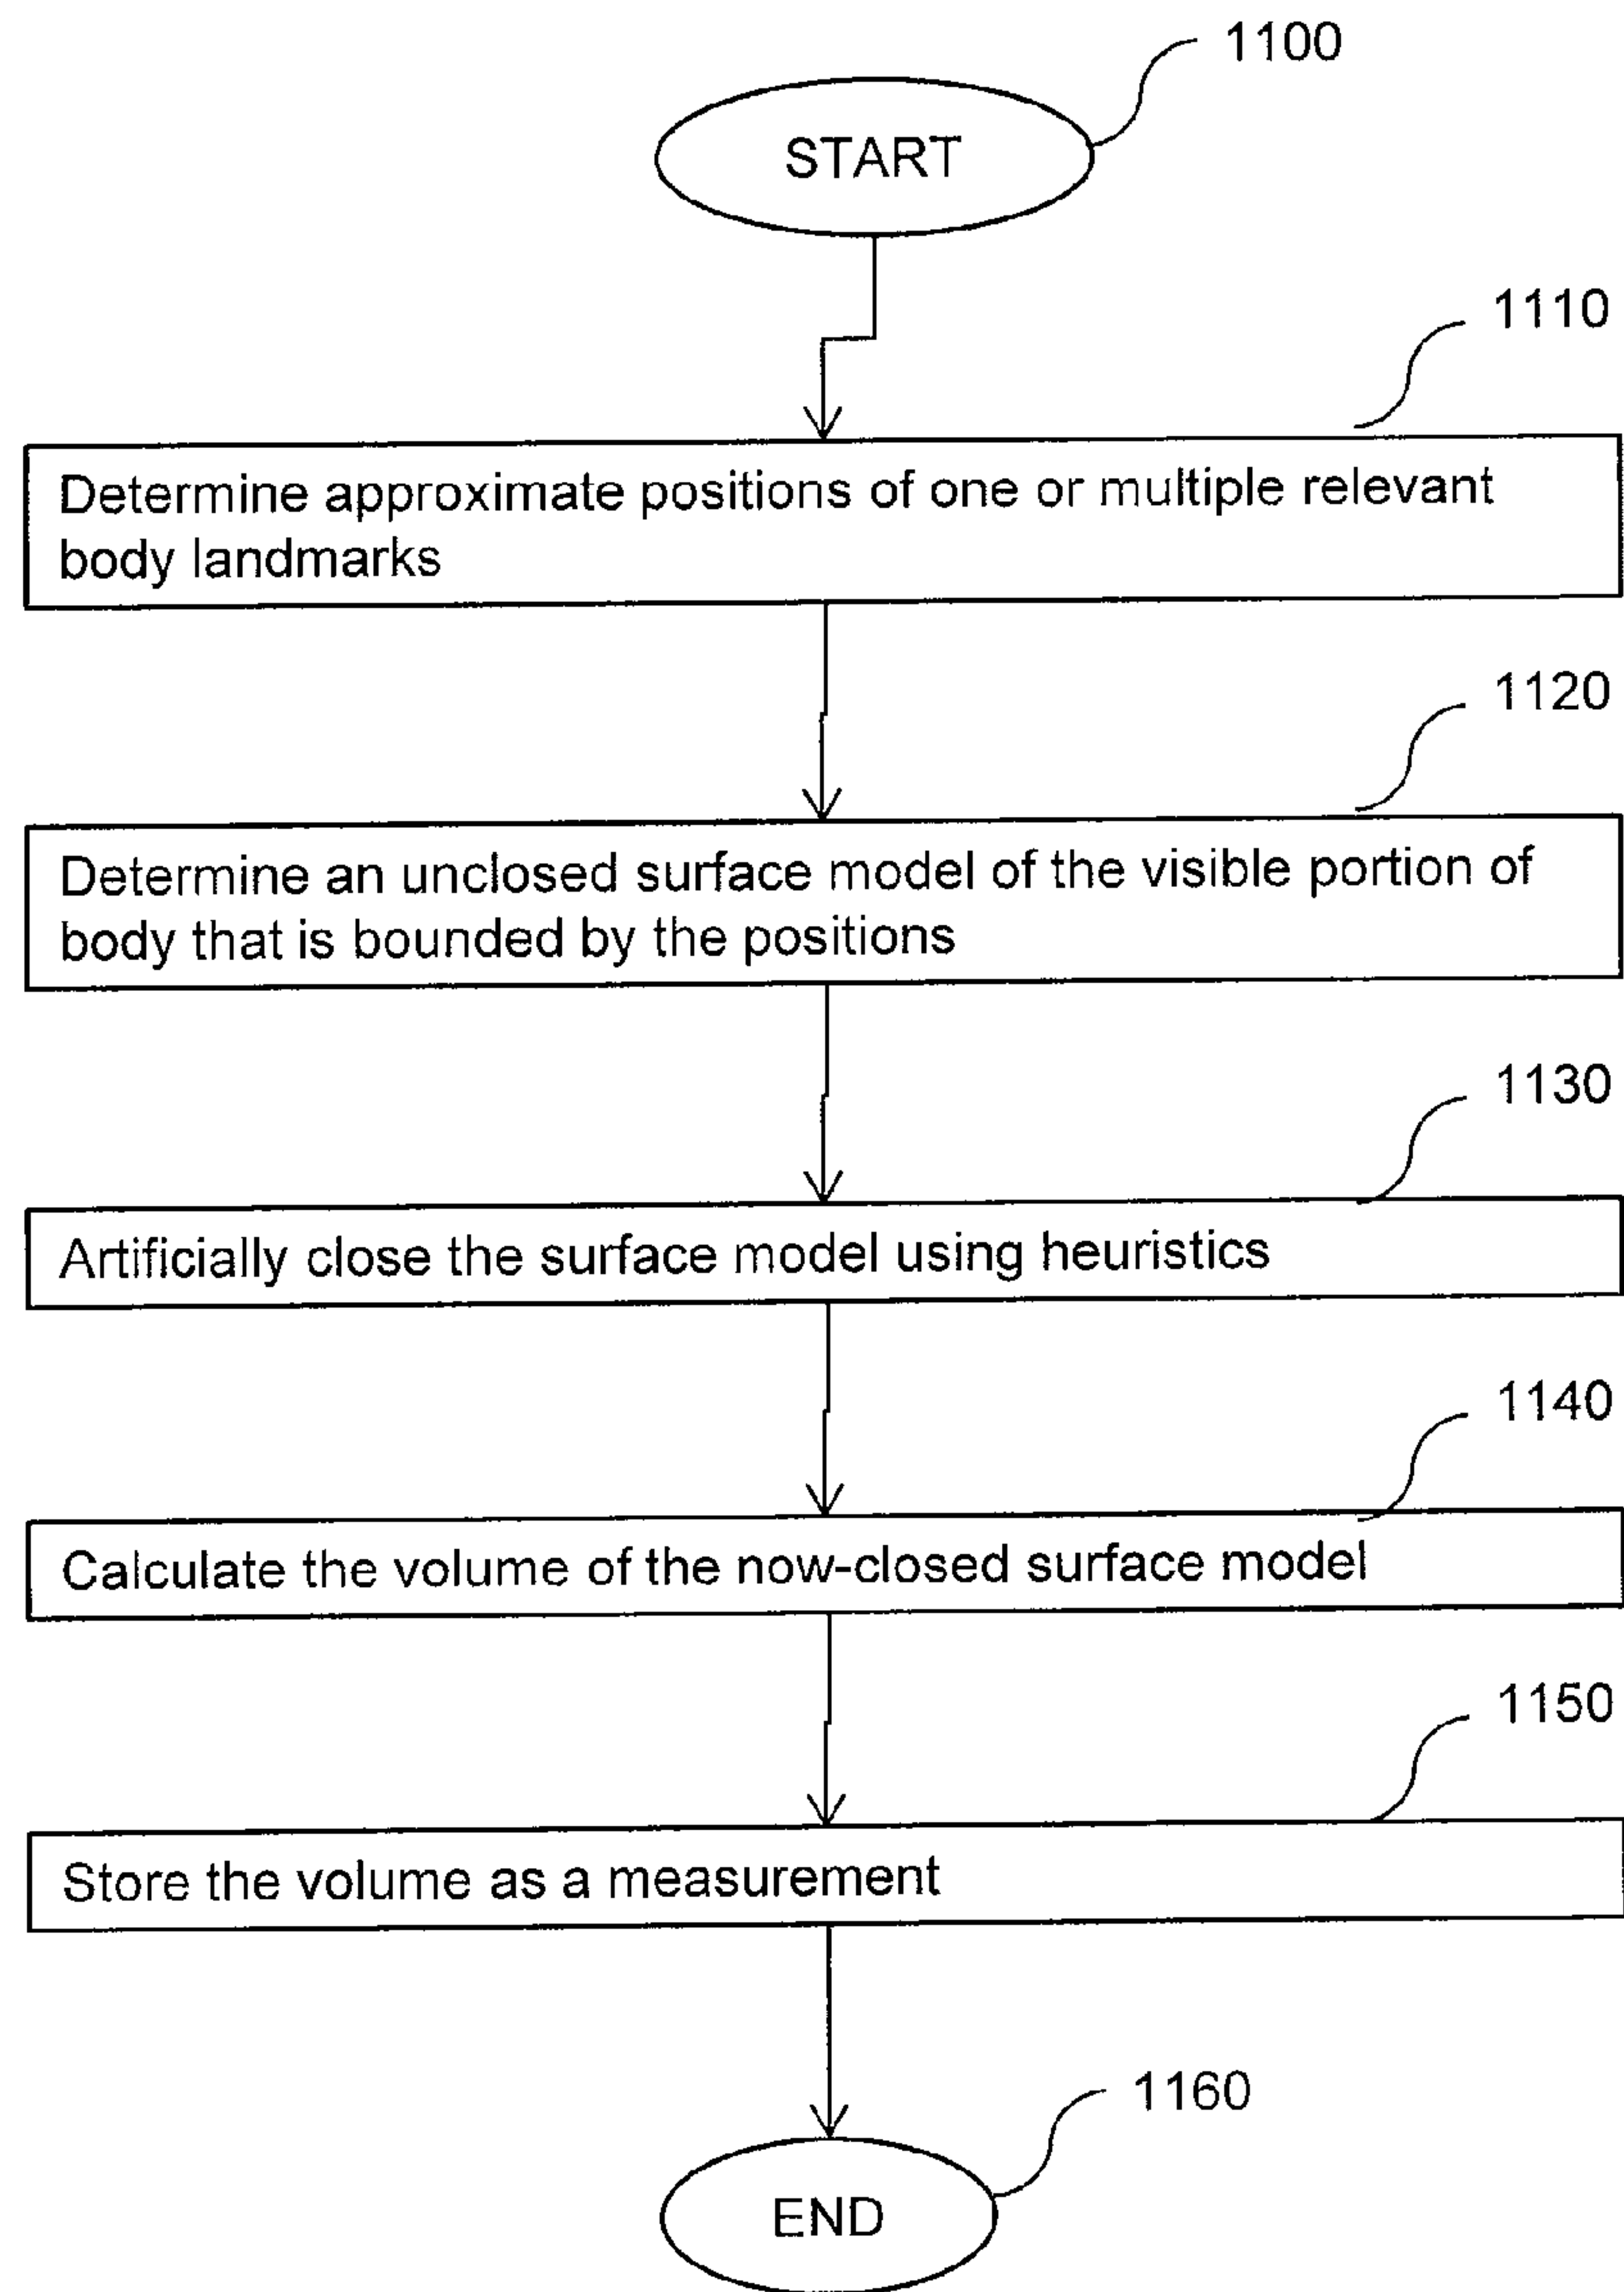 1100
START
1110
Determine approximate positions of one or multiple relevant
body landmarks
1120
Determine an unclosed surface model of the visible portion of
body that is bounded by the positions
1130
Artificially close the surface model using heuristics
1140
Calculate the volume of the now-closed surface model
1150
Store the volume as a measurement
1160
END